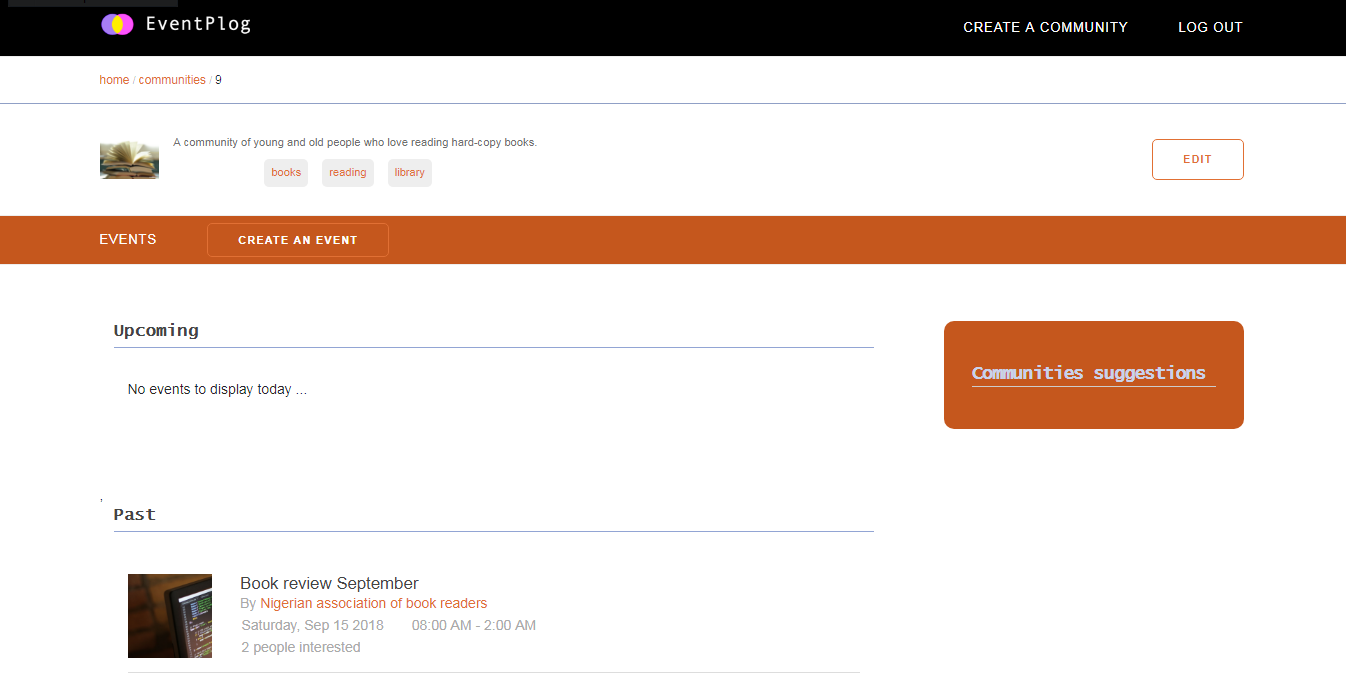 EventPlog
CREATE A COMMUNITY LOG OUT
home / communities / 9
A community of young and old people who love reading hard-copy books.
books reading library
EDIT
EVENTS CREATE AN EVENT
Upcoming
No events to display today ...
Communities suggestions
,
Past
Book review September
By Nigerian association of book readers
Saturday, Sep 15 2018 08:00 AM - 2:00 AM
2 people interested